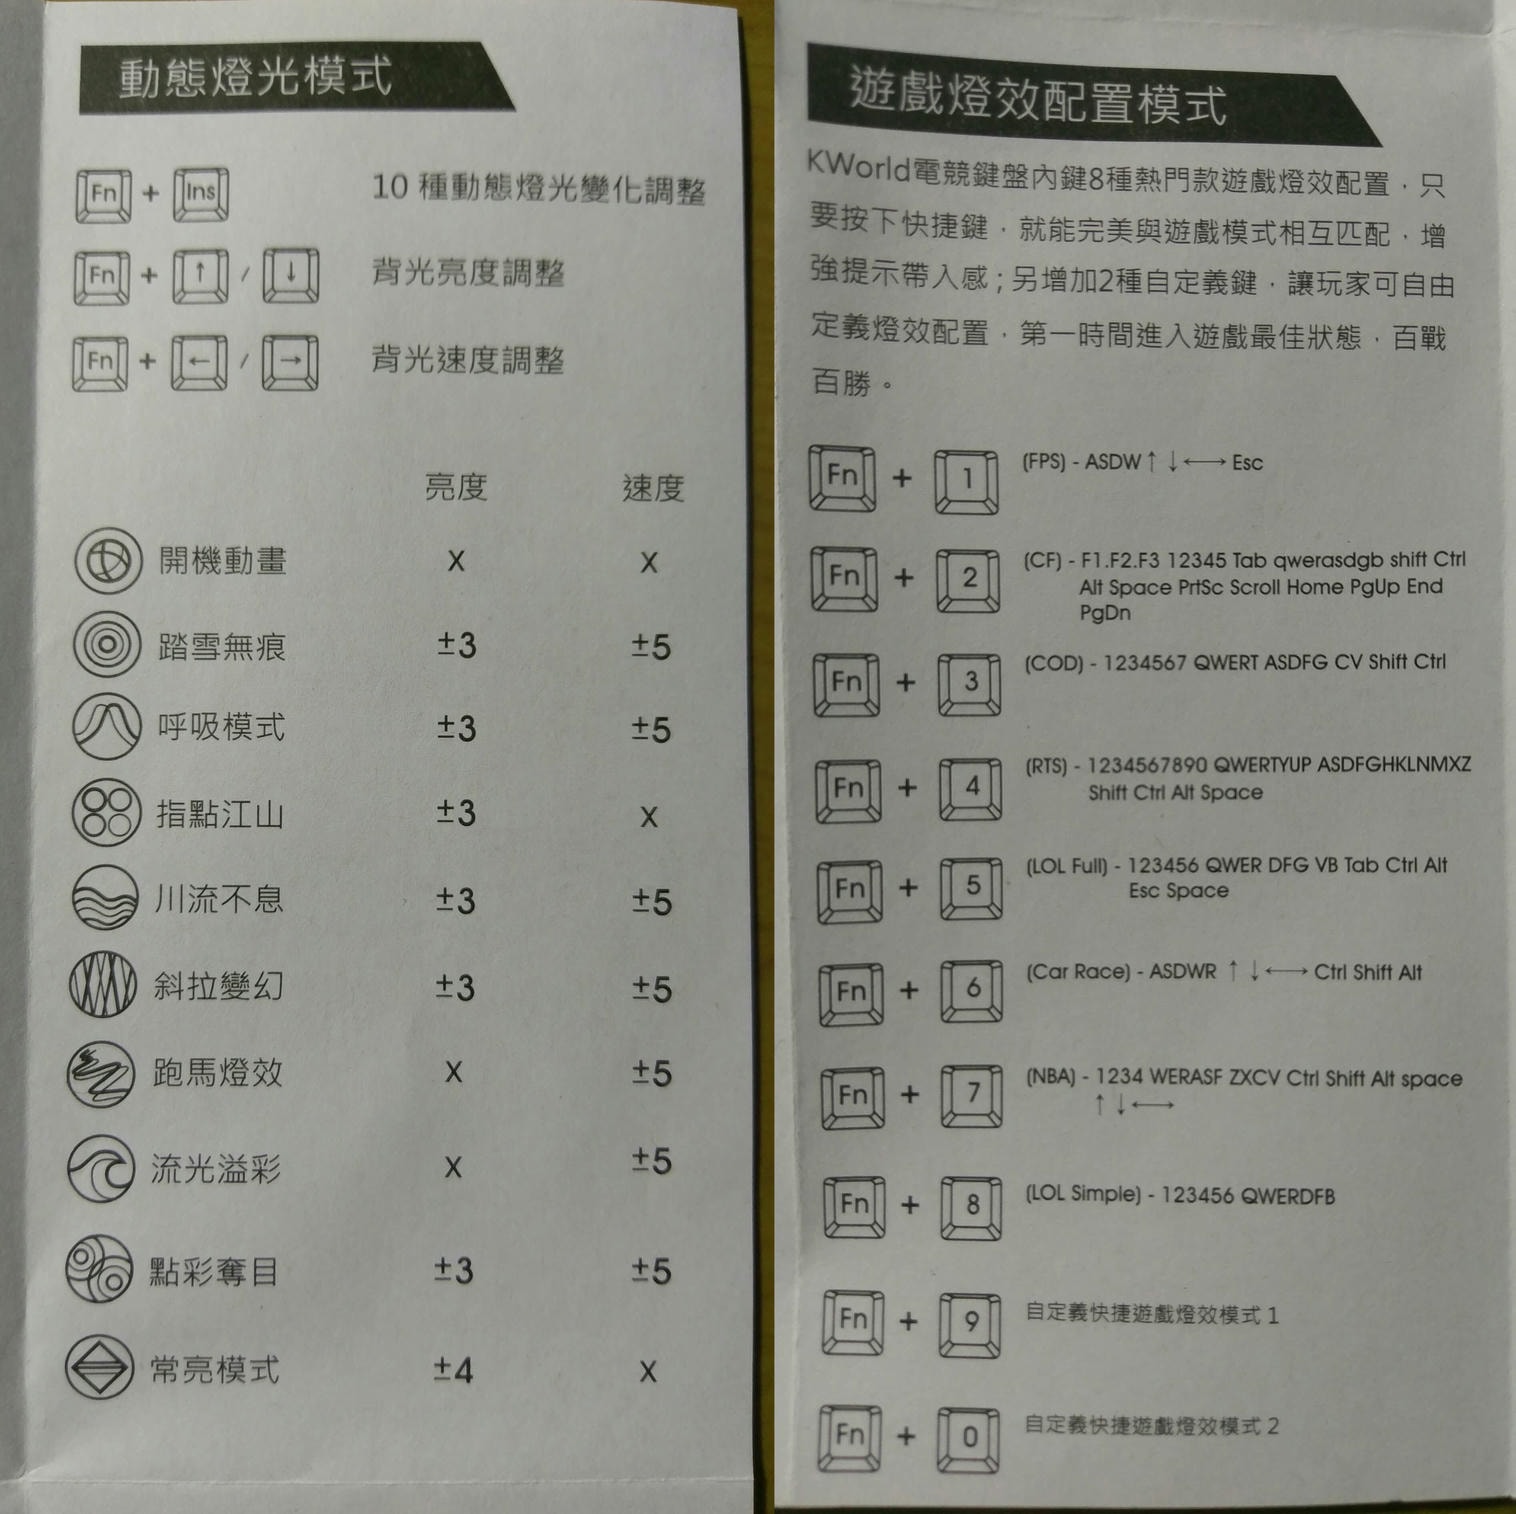 動態燈光模式
Fn + Ins 10 種動態燈光變化調整
Fn + ↑ / ↓ 背光亮度調整
Fn + ← / → 背光速度調整
亮度 速度
開機動畫 X X
踏雪無痕 ±3 ±5
呼吸模式 ±3 ±5
指點江山 ±3 X
川流不息 ±3 ±5
斜拉變幻 ±3 ±5
跑馬燈效 X ±5
流光溢彩 X ±5
點彩奪目 ±3 ±5
常亮模式 ±4 X
遊戲燈效配置模式
KWorld電競鍵盤內鍵8種熱門款遊戲燈效配置，只
要按下快捷鍵，就能完美與遊戲模式相互匹配，增
強提示帶入感；另增加2種自定義鍵，讓玩家可自由
定義燈效配置，第一時間進入遊戲最佳狀態，百戰
百勝。
Fn + 1 (FPS) - ASDW ↑ ↓ ←→ Esc
Fn + 2 (CF) - F1.F2.F3 12345 Tab qwerasdgb shift Ctrl
Alt Space PrtSc Scroll Home PgUp End
PgDn
Fn + 3 (COD) - 1234567 QWERT ASDFG CV Shift Ctrl
Fn + 4 (RTS) - 1234567890 QWERTYUP ASDFGHKLNMXZ
Shift Ctrl Alt Space
Fn + 5 (LOL Full) - 123456 QWER DFG VB Tab Ctrl Alt
Esc Space
Fn + 6 (Car Race) - ASDWR ↑ ↓ ←→ Ctrl Shift Alt
Fn + 7 (NBA) - 1234 WERASF ZXCV Ctrl Shift Alt space
↑ ↓ ←→
Fn + 8 (LOL Simple) - 123456 QWERDFB
Fn + 9 自定義快捷遊戲燈效模式 1
Fn + 0 自定義快捷遊戲燈效模式 2